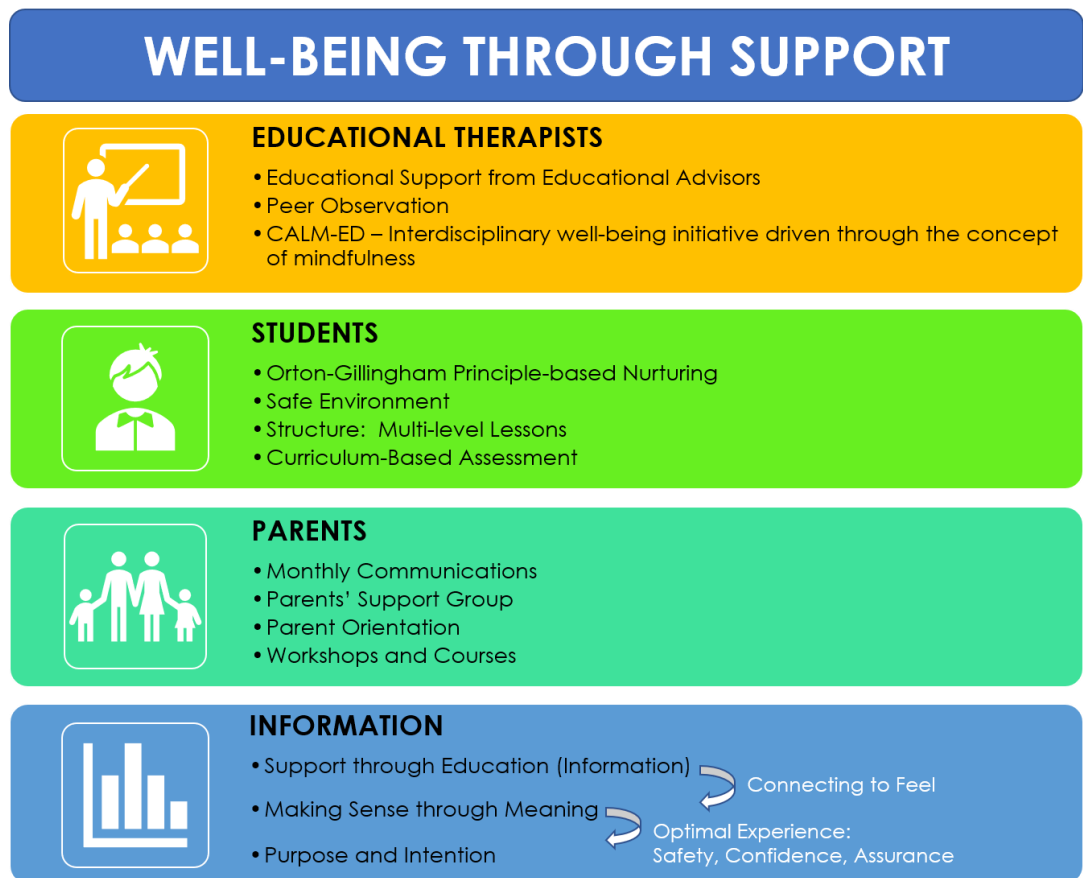 WELL-BEING THROUGH SUPPORT
EDUCATIONAL THERAPISTS
• Educational Support from Educational Advisors
• Peer Observation
• CALM-ED – Interdisciplinary well-being initiative driven through the concept
of mindfulness
STUDENTS
• Orton-Gillingham Principle-based Nurturing
• Safe Environment
• Structure:  Multi-level Lessons
• Curriculum-Based Assessment
PARENTS
• Monthly Communications
• Parents’ Support Group
• Parent Orientation
• Workshops and Courses
INFORMATION
• Support through Education (Information)
Connecting to Feel
• Making Sense through Meaning
Optimal Experience:
Safety, Confidence, Assurance
• Purpose and Intention